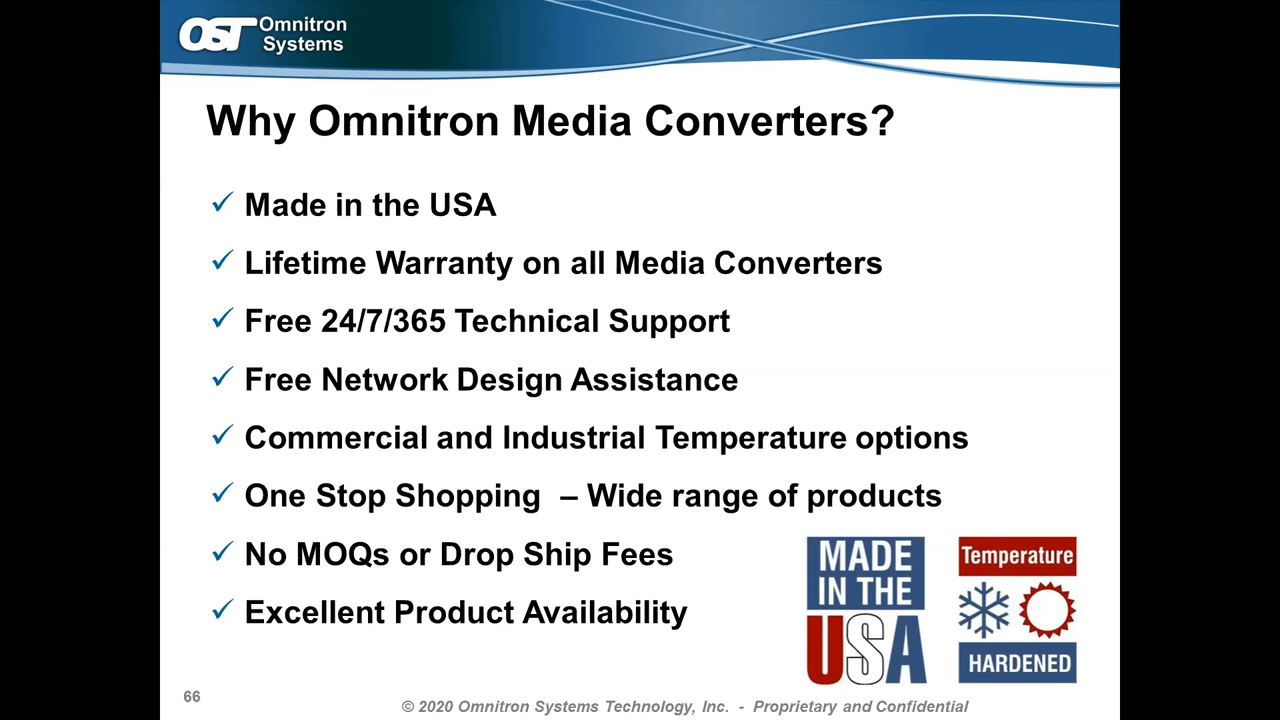 OST Omnitron
Systems
Why Omnitron Media Converters?
✓ Made in the USA
✓ Lifetime Warranty on all Media Converters
✓ Free 24/7/365 Technical Support
✓ Free Network Design Assistance
✓ Commercial and Industrial Temperature options
✓ One Stop Shopping – Wide range of products
✓ No MOQs or Drop Ship Fees
✓ Excellent Product Availability
MADE
IN THE
USA
Temperature
HARDENED
66
© 2020 Omnitron Systems Technology, Inc. - Proprietary and Confidential